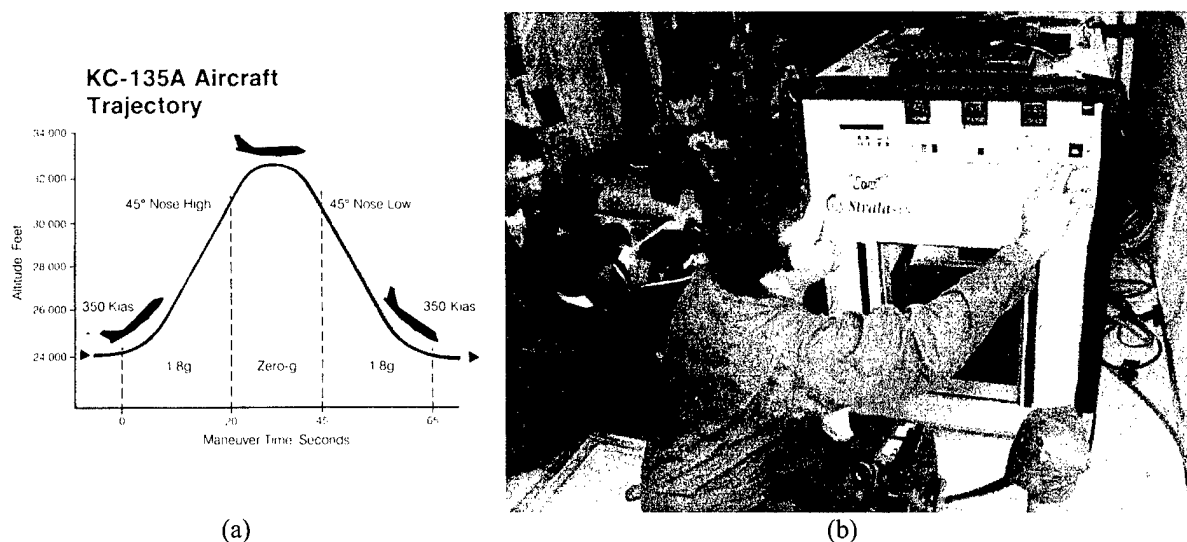 KC-135A Aircraft
Trajectory
34 000
32 000
30 000
28 000
26 000
24 000
Altitude Feet
45° Nose High
45° Nose Low
350 Kias
350 Kias
1.8g
Zero-g
1.8g
0
20
45
65
Maneuver Time Seconds
(a)
(b)